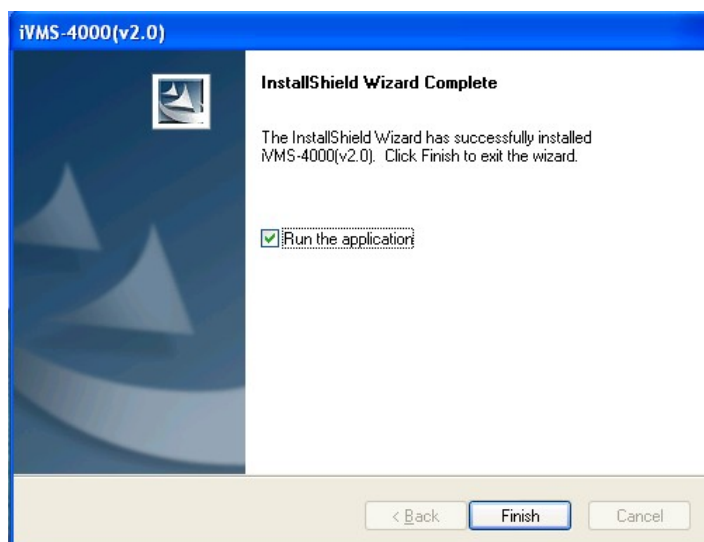 iVMS-4000(v2.0)
InstallShield Wizard Complete
The InstallShield Wizard has successfully installed
iVMS-4000(v2.0).  Click Finish to exit the wizard.
Run the application
< Back
Finish
Cancel